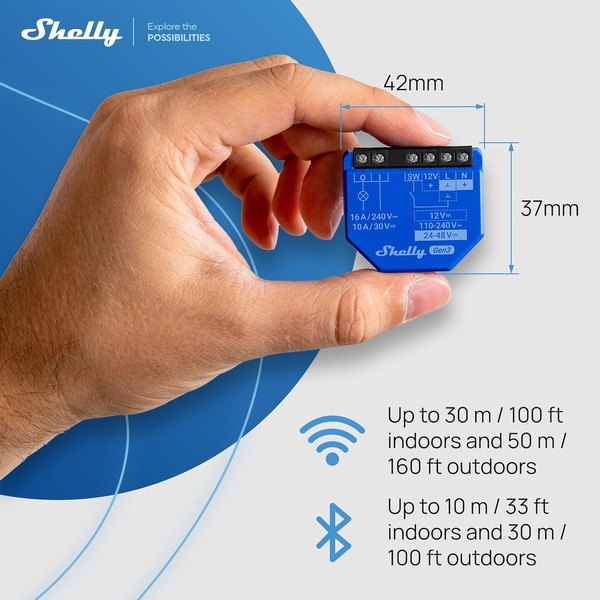 Shelly
Explore the
POSSIBILITIES
42mm
37mm
O I SW 12V L N
+ ⏊ +
⏊
16A/240V~
10A/30V⎓
12V⎓
110-240V~
24-48V⎓
Shelly Gen3
Up to 30 m / 100 ft
indoors and 50 m /
160 ft outdoors
Up to 10 m / 33 ft
indoors and 30 m /
100 ft outdoors